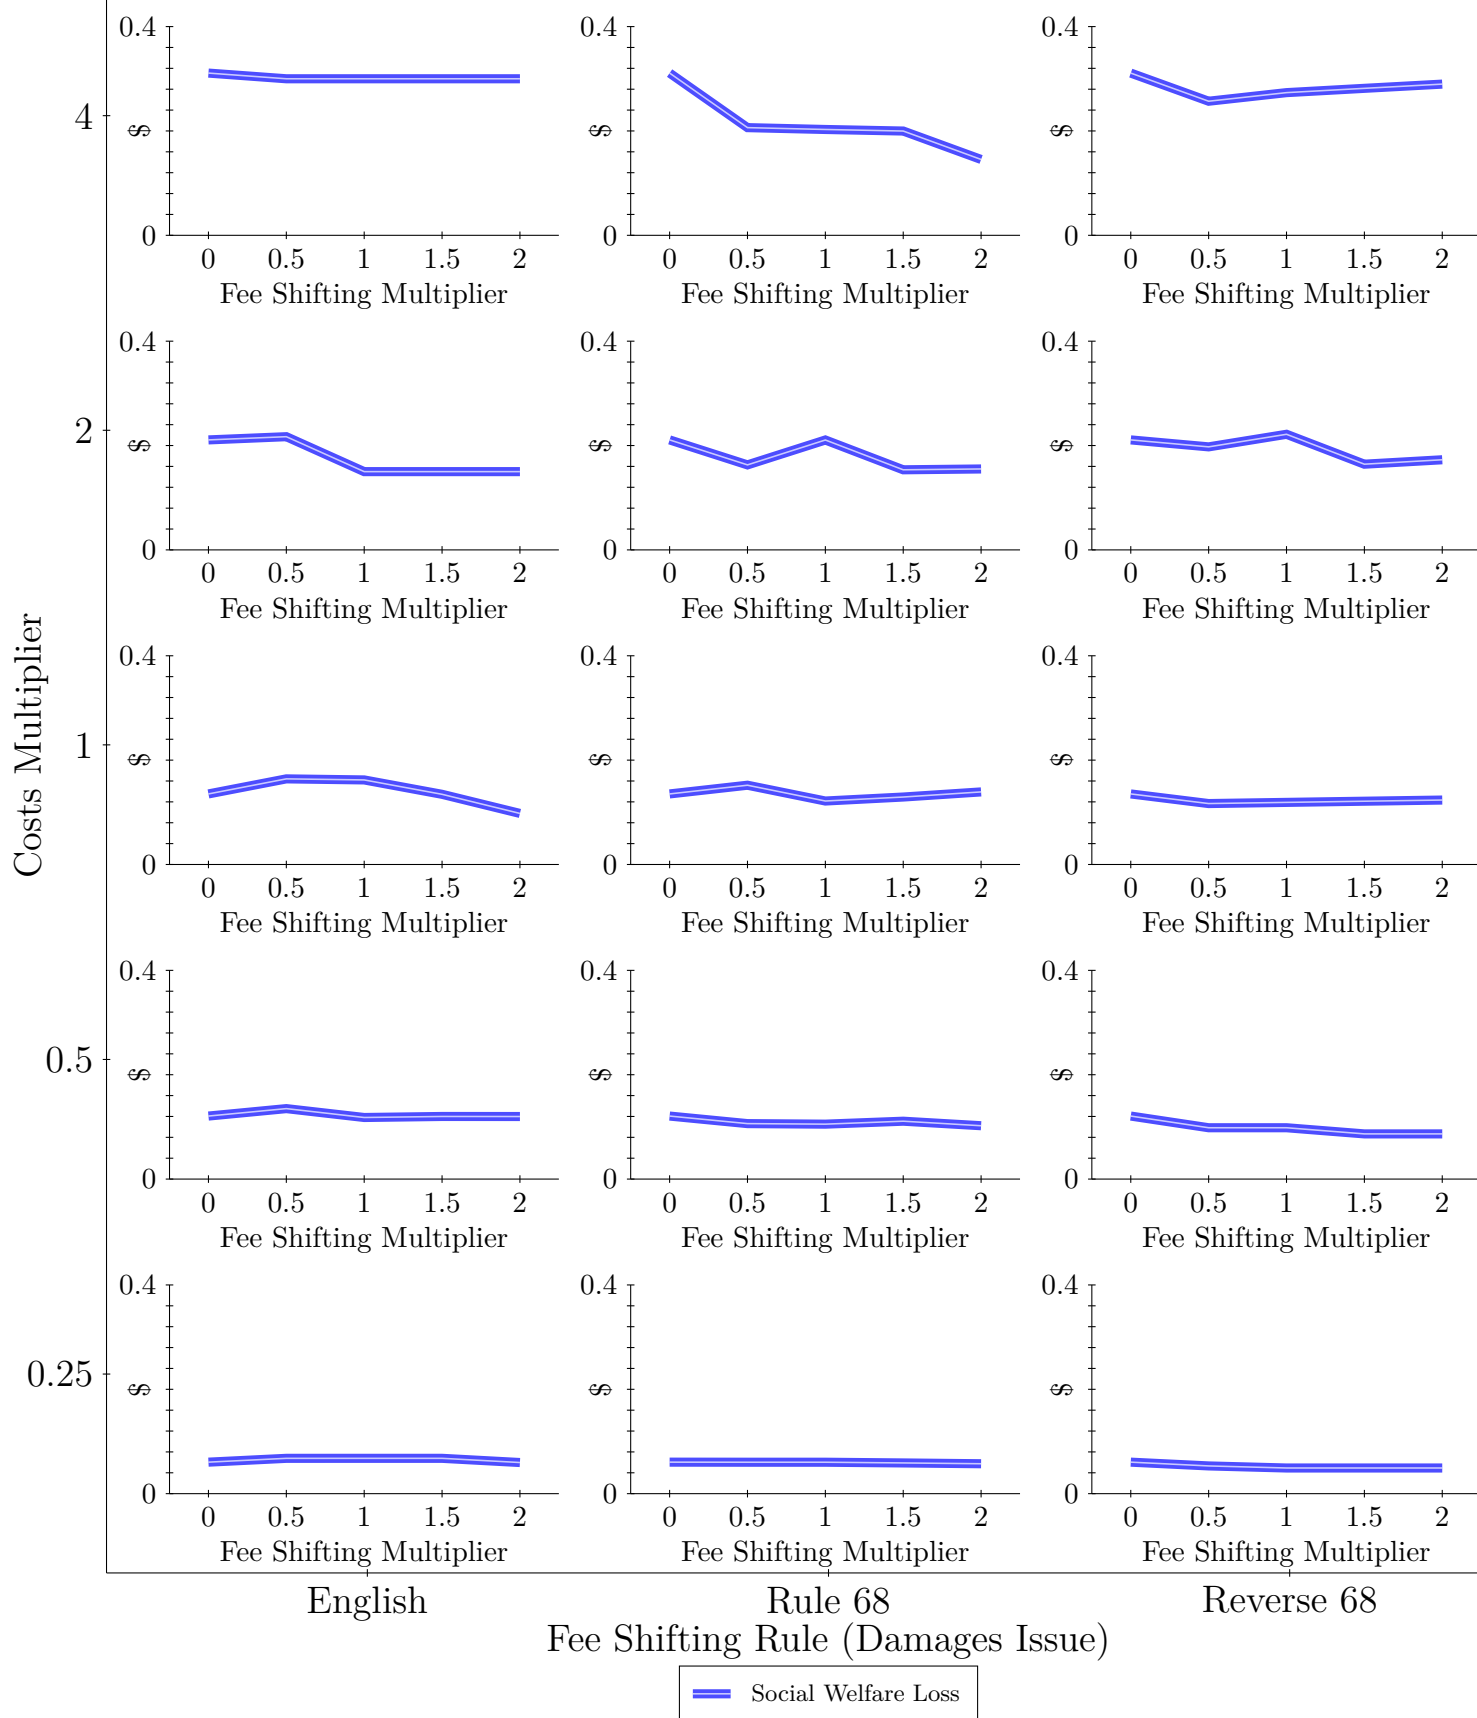 0.4 0.4 0.4
4 $ $ $
0 0 0
0 0.5 1 1.5 2 0 0.5 1 1.5 2 0 0.5 1 1.5 2
Fee Shifting Multiplier Fee Shifting Multiplier Fee Shifting Multiplier
0.4 0.4 0.4
2 $ $ $
0 0 0
0 0.5 1 1.5 2 0 0.5 1 1.5 2 0 0.5 1 1.5 2
Fee Shifting Multiplier Fee Shifting Multiplier Fee Shifting Multiplier
Costs Multiplier
0.4 0.4 0.4
1 $ $ $
0 0 0
0 0.5 1 1.5 2 0 0.5 1 1.5 2 0 0.5 1 1.5 2
Fee Shifting Multiplier Fee Shifting Multiplier Fee Shifting Multiplier
0.4 0.4 0.4
0.5 $ $ $
0 0 0
0 0.5 1 1.5 2 0 0.5 1 1.5 2 0 0.5 1 1.5 2
Fee Shifting Multiplier Fee Shifting Multiplier Fee Shifting Multiplier
0.4 0.4 0.4
0.25 $ $ $
0 0 0
0 0.5 1 1.5 2 0 0.5 1 1.5 2 0 0.5 1 1.5 2
Fee Shifting Multiplier Fee Shifting Multiplier Fee Shifting Multiplier
English Rule 68 Reverse 68
Fee Shifting Rule (Damages Issue)
Social Welfare Loss